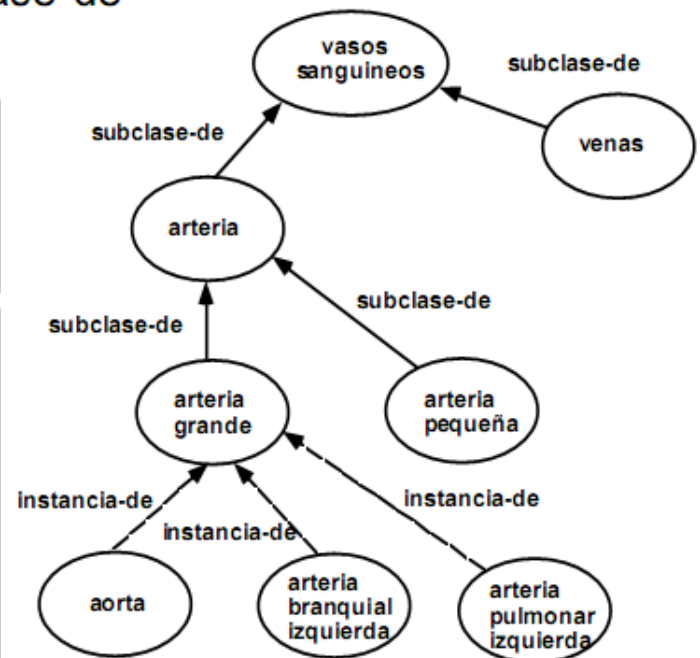 de
vasos
sanguineos
subclase-de
venas
subclase-de
arteria
subclase-de
subclase-de
arteria
grande
arteria
pequeña
instancia-de
instancia-de
instancia-de
aorta
arteria
branquial
izquierda
arteria
pulmonar
izquierda